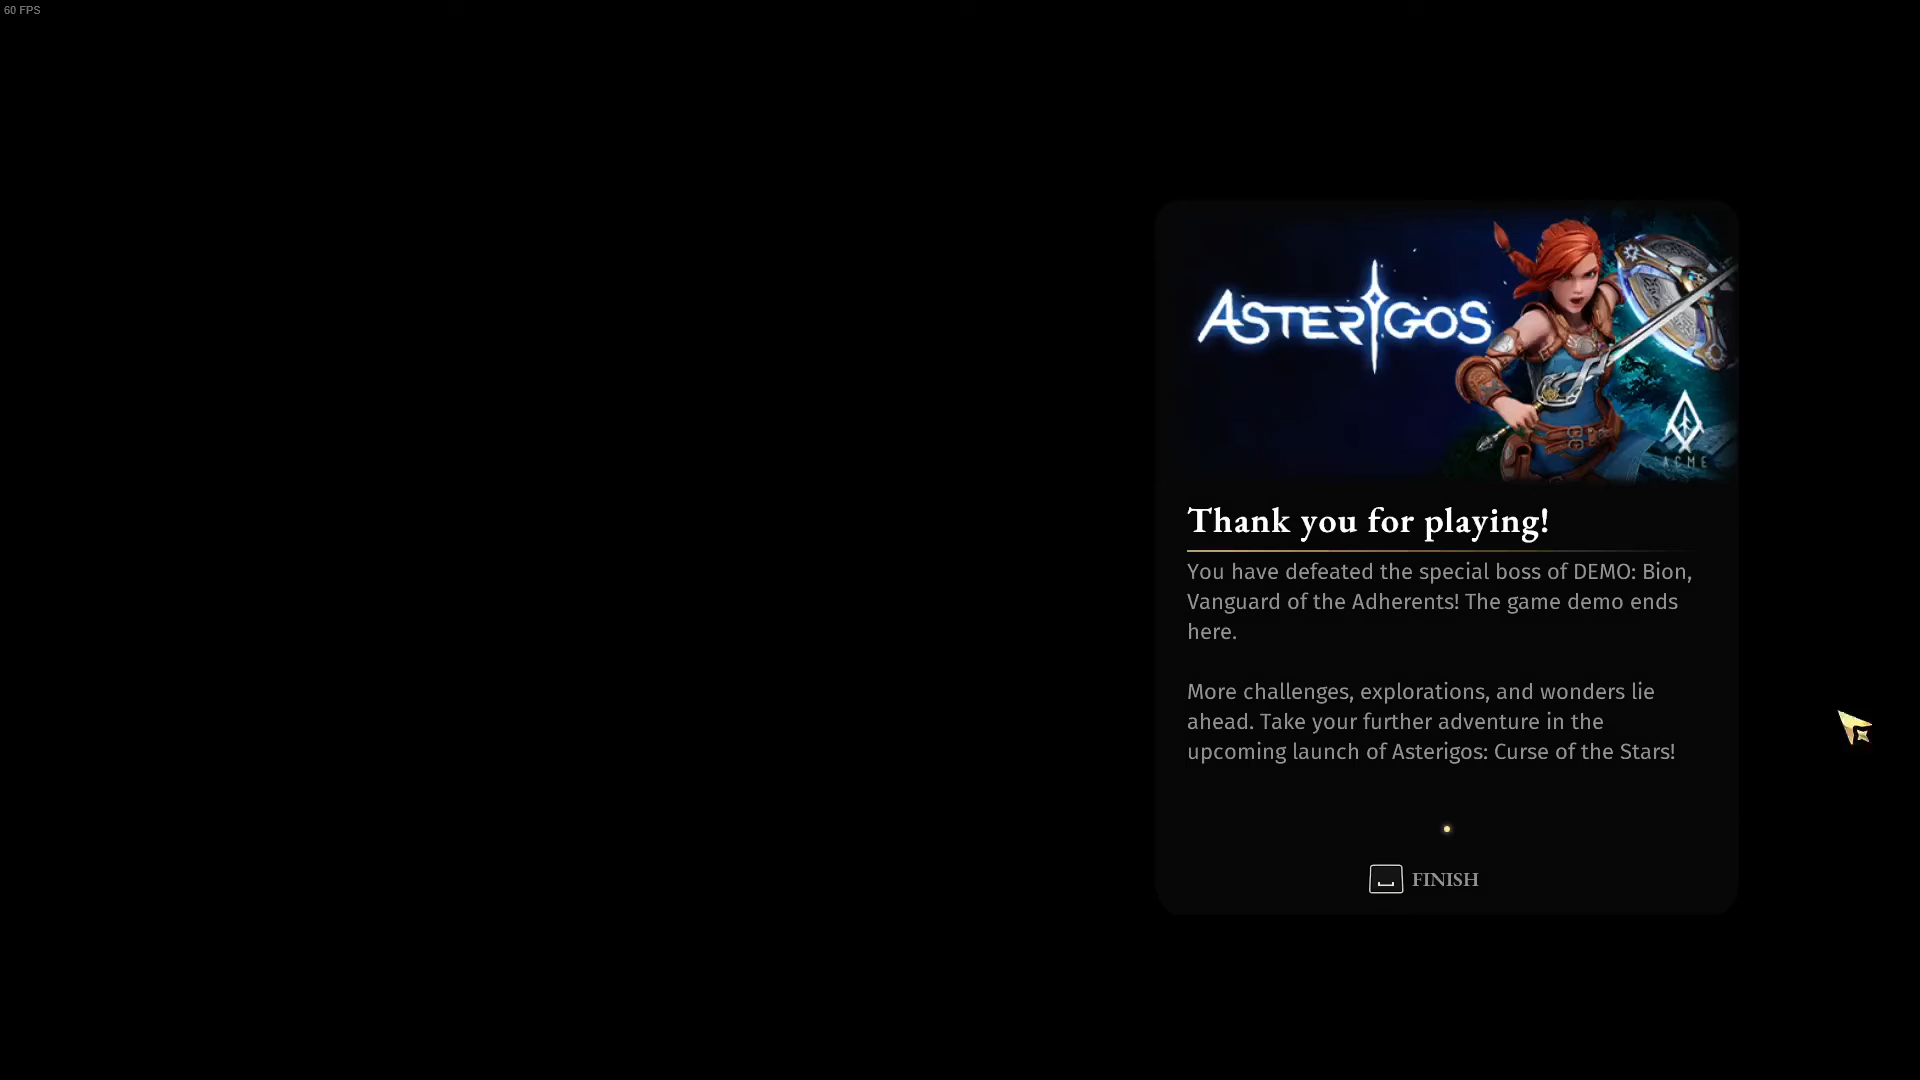 60 FPS
ASTERIGOS
ACME
Thank you for playing!
You have defeated the special boss of DEMO: Bion,
Vanguard of the Adherents! The game demo ends
here.
More challenges, explorations, and wonders lie
ahead. Take your further adventure in the
upcoming launch of Asterigos: Curse of the Stars!
FINISH